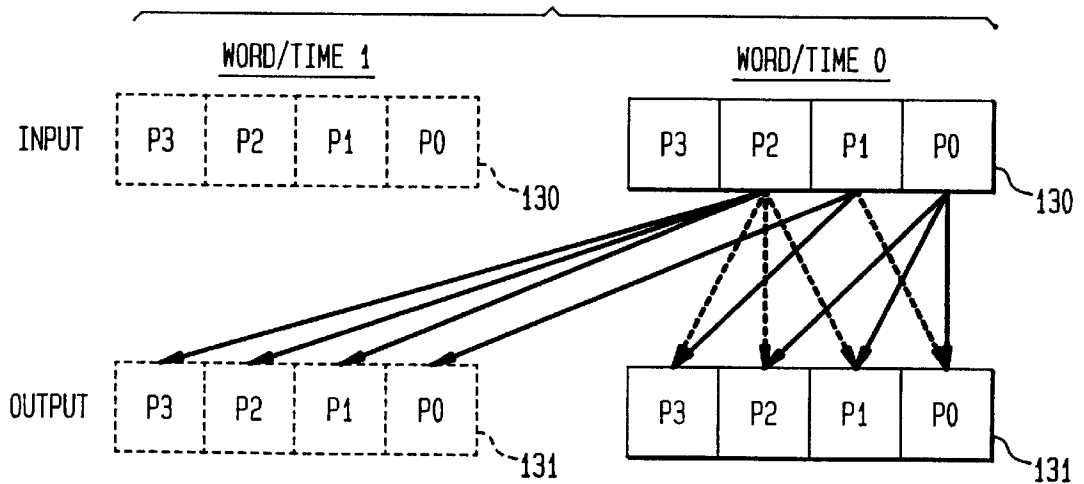 WORD/TIME 1 WORD/TIME 0
INPUT P3 P2 P1 P0 130 P3 P2 P1 P0 130
OUTPUT P3 P2 P1 P0 131 P3 P2 P1 P0 131